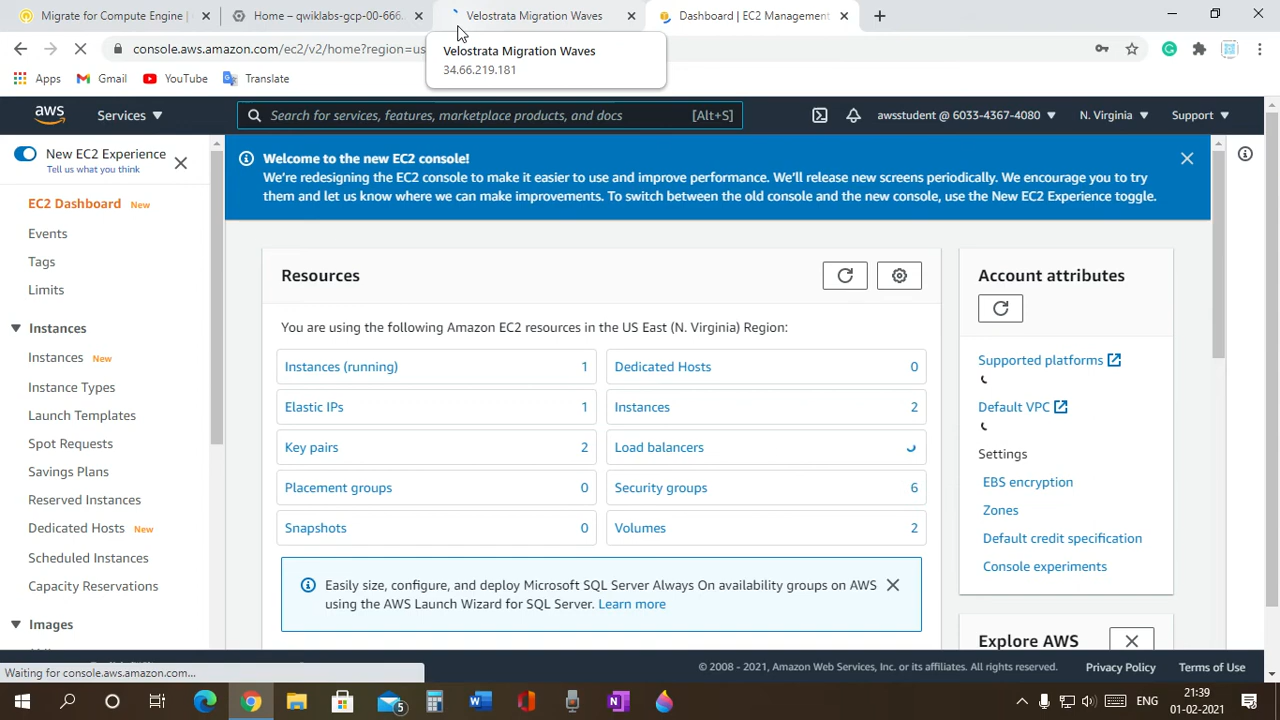 Migrate for Compute Engine |
Home – qwiklabs-gcp-00-666
Velostrata Migration Waves
Dashboard | EC2 Management
console.aws.amazon.com/ec2/v2/home?region=us
Velostrata Migration Waves
34.66.219.181
Apps
Gmail
YouTube
Translate
aws
Services
Search for services, features, marketplace products, and docs
[Alt+S]
awsstudent @ 6033-4367-4080
N. Virginia
Support
New EC2 Experience
Tell us what you think
EC2 Dashboard New
Events
Tags
Limits
Instances
Instances New
Instance Types
Launch Templates
Spot Requests
Savings Plans
Reserved Instances
Dedicated Hosts New
Scheduled Instances
Capacity Reservations
Images
Welcome to the new EC2 console!
We're redesigning the EC2 console to make it easier to use and improve performance. We'll release new screens periodically. We encourage you to try
them and let us know where we can make improvements. To switch between the old console and the new console, use the New EC2 Experience toggle.
Resources
You are using the following Amazon EC2 resources in the US East (N. Virginia) Region:
Instances (running) 1
Dedicated Hosts 0
Elastic IPs 1
Instances 2
Key pairs 2
Load balancers
Placement groups 0
Security groups 6
Snapshots 0
Volumes 2
Easily size, configure, and deploy Microsoft SQL Server Always On availability groups on AWS
using the AWS Launch Wizard for SQL Server. Learn more
Account attributes
Supported platforms
Default VPC
Settings
EBS encryption
Zones
Default credit specification
Console experiments
Explore AWS
Waiting for console.aws.amazon.com...
© 2008 - 2021, Amazon Web Services, Inc. or its affiliates. All rights reserved.
Privacy Policy
Terms of Use
5
ENG
21:39
01-02-2021